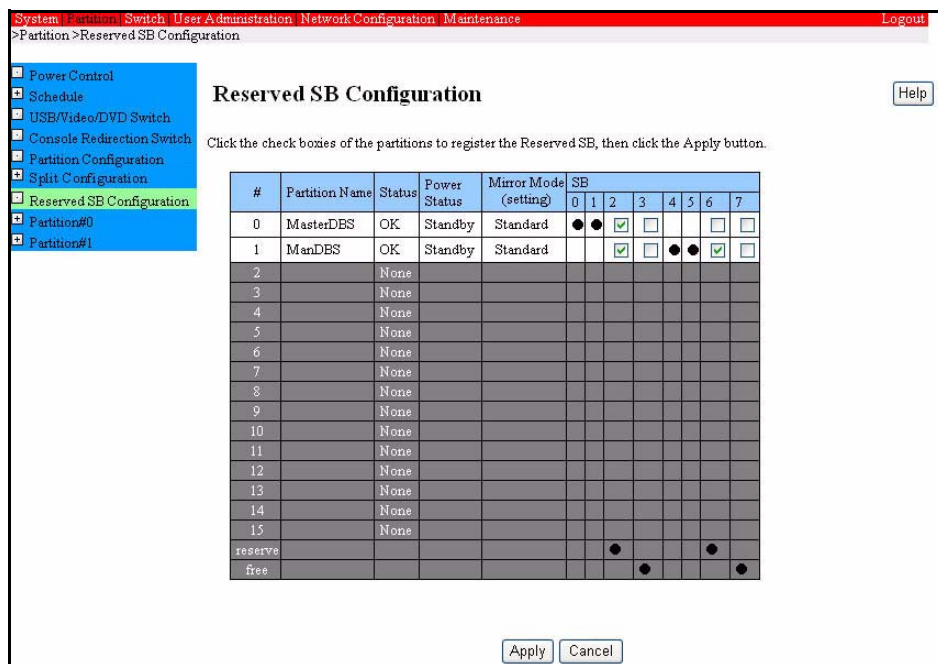 System Partition Switch User Administration Network Configuration Maintenance Logout
>Partition >Reserved SB Configuration
Power Control
Schedule
USB/Video/DVD Switch
Console Redirection Switch
Partition Configuration
Split Configuration
Reserved SB Configuration
Partition#0
Partition#1
Reserved SB Configuration
Help
Click the check boxies of the partitions to register the Reserved SB, then click the Apply button.
# Partition Name Status Power Status Mirror Mode (setting) SB
0 1 2 3 4 5 6 7
0 MasterDBS OK Standby Standard
1 ManDBS OK Standby Standard
2 None
3 None
4 None
5 None
6 None
7 None
8 None
9 None
10 None
11 None
12 None
13 None
14 None
15 None
reserve
free
Apply Cancel